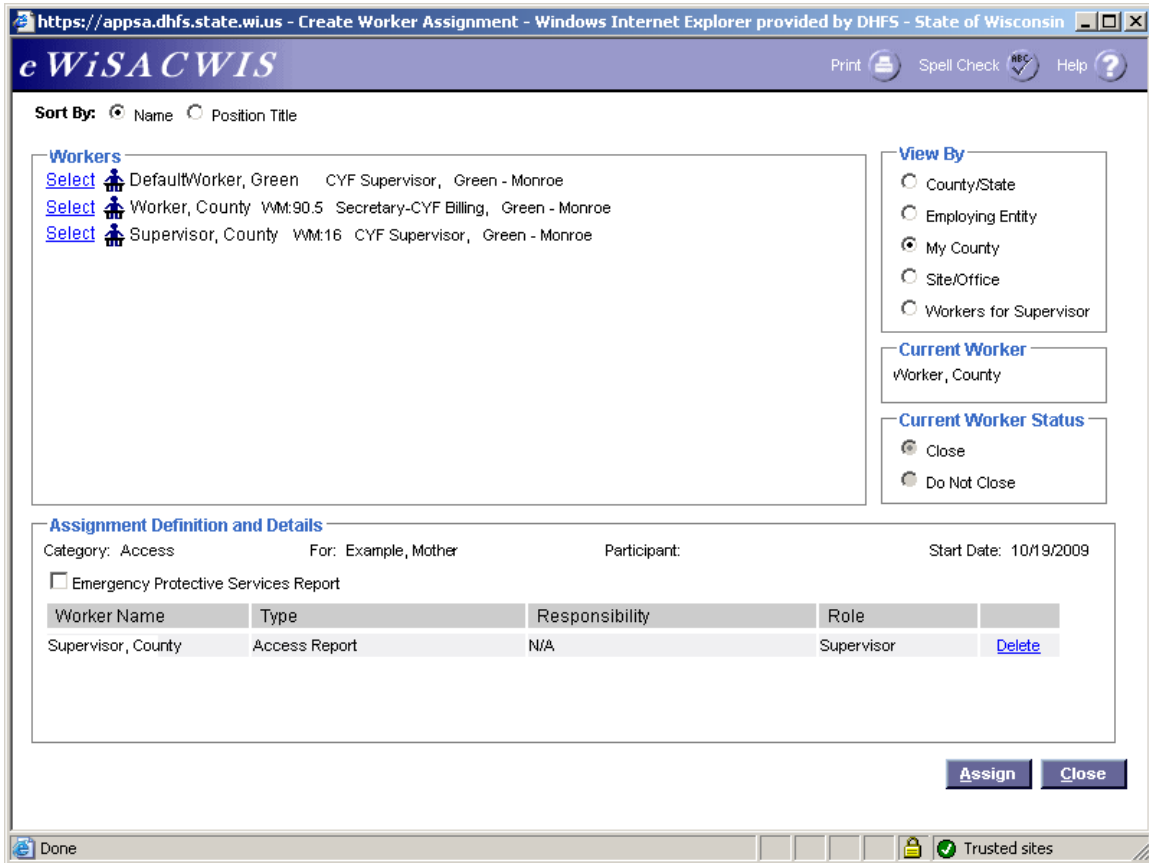 https://appsa.dhfs.state.wi.us - Create Worker Assignment - Windows Internet Explorer provided by DHFS - State of Wisconsin
eWiSACWIS Print Spell Check ABC Help ?
Sort By: Name Position Title
Workers
Select DefaultWorker, Green CYF Supervisor, Green - Monroe
Select Worker, County WM:90.5 Secretary-CYF Billing, Green - Monroe
Select Supervisor, County WM:16 CYF Supervisor, Green - Monroe
View By
County/State
Employing Entity
My County
Site/Office
Workers for Supervisor
Current Worker
Worker, County
Current Worker Status
Close
Do Not Close
Assignment Definition and Details
Category: Access For: Example, Mother Participant: Start Date: 10/19/2009
Emergency Protective Services Report
Worker Name Type Responsibility Role
Supervisor, County Access Report N/A Supervisor Delete
Assign Close
Done Trusted sites